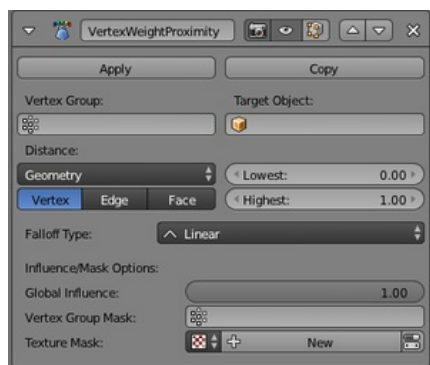 VertexWeightProximity
Apply Copy
Vertex Group: Target Object:
Distance:
Geometry Lowest: 0.00
Vertex Edge Face Highest: 1.00
Falloff Type: Linear
Influence/Mask Options:
Global Influence: 1.00
Vertex Group Mask:
Texture Mask: New